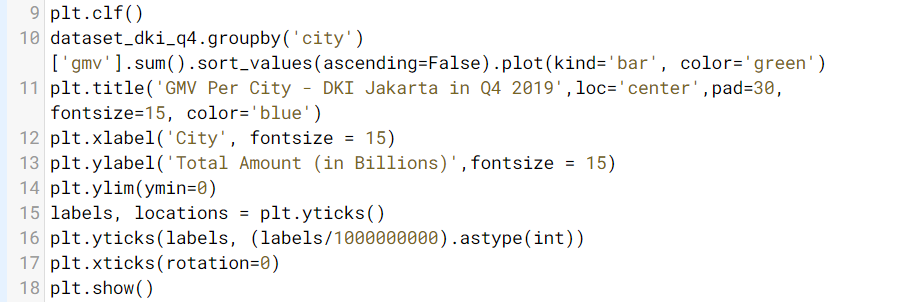 9 plt.clf()
10 dataset_dki_q4.groupby('city')
['gmv'].sum().sort_values(ascending=False).plot(kind='bar', color='green')
11 plt.title('GMV Per City - DKI Jakarta in Q4 2019',loc='center',pad=30,
fontsize=15, color='blue')
12 plt.xlabel('City', fontsize = 15)
13 plt.ylabel('Total Amount (in Billions)',fontsize = 15)
14 plt.ylim(ymin=0)
15 labels, locations = plt.yticks()
16 plt.yticks(labels, (labels/1000000000).astype(int))
17 plt.xticks(rotation=0)
18 plt.show()